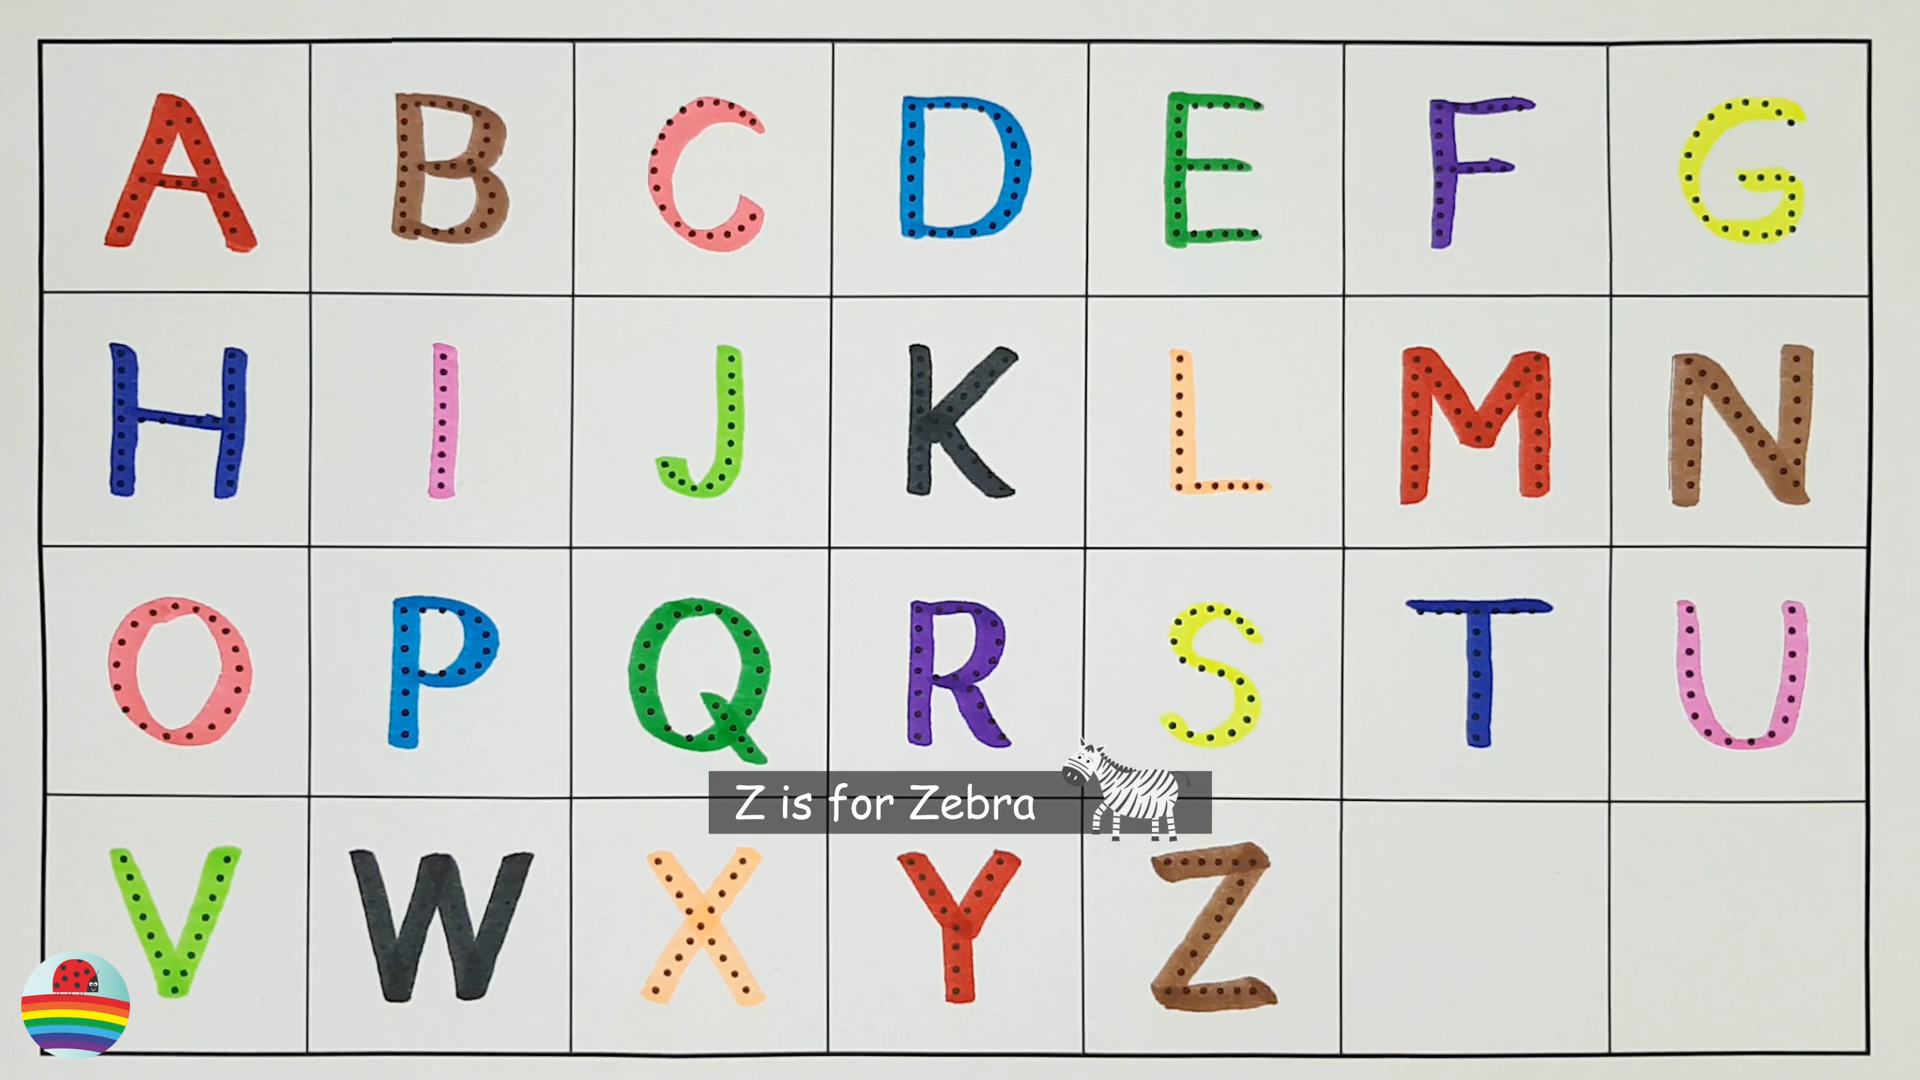 A B C D E F G
H I J K L M N
O P Q R S T U
Z is for Zebra
V W X Y Z